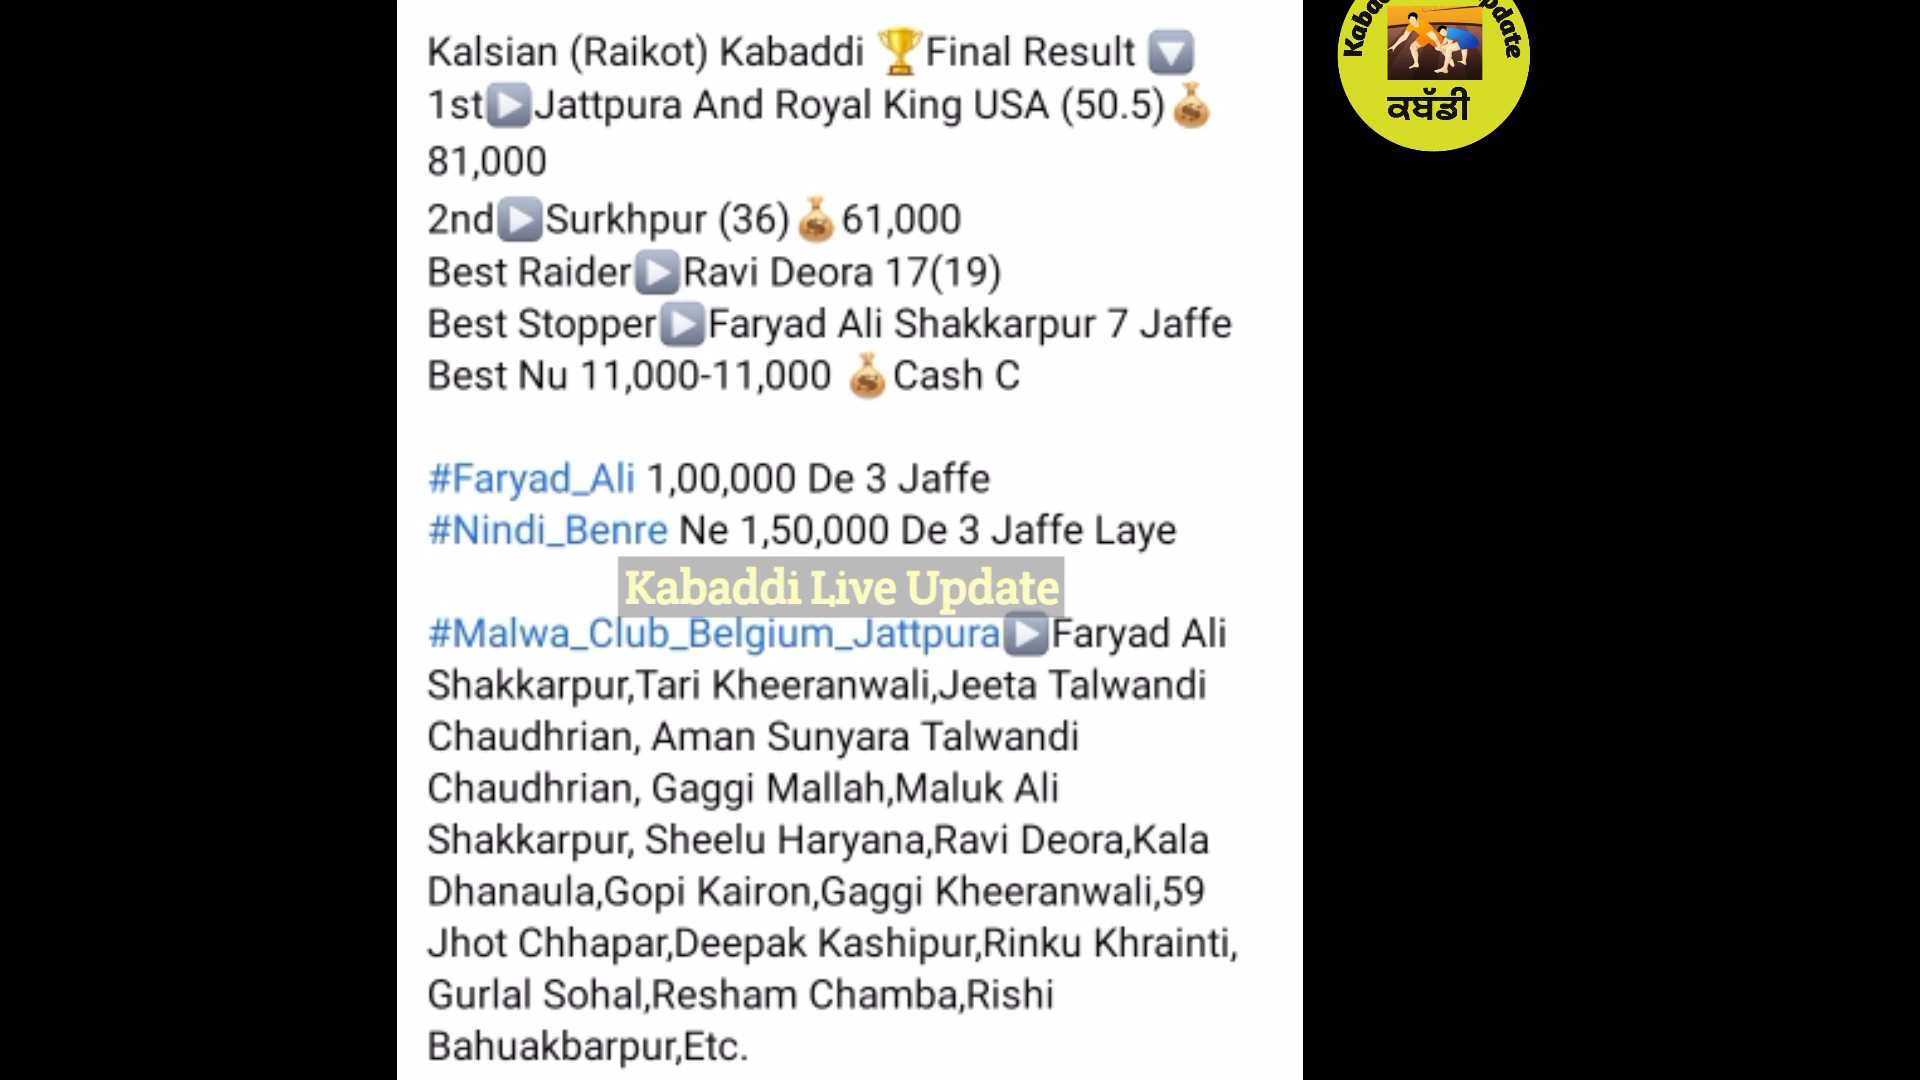 Kalsian (Raikot) Kabaddi 🏆Final Result 🔽
1st▶️Jattpura And Royal King USA (50.5)💰
81,000
2nd▶️Surkhpur (36)💰61,000
Best Raider▶️Ravi Deora 17(19)
Best Stopper▶️Faryad Ali Shakkarpur 7 Jaffe
Best Nu 11,000-11,000 💰Cash C
#Faryad_Ali 1,00,000 De 3 Jaffe
#Nindi_Benre Ne 1,50,000 De 3 Jaffe Laye
Kabaddi Live Update
#Malwa_Club_Belgium_Jattpura▶️Faryad Ali
Shakkarpur,Tari Kheeranwali,Jeeta Talwandi
Chaudhrian, Aman Sunyara Talwandi
Chaudhrian, Gaggi Mallah,Maluk Ali
Shakkarpur, Sheelu Haryana,Ravi Deora,Kala
Dhanaula,Gopi Kairon,Gaggi Kheeranwali,59
Jhot Chhapar,Deepak Kashipur,Rinku Khrainti,
Gurlal Sohal,Resham Chamba,Rishi
Bahuakbarpur,Etc.
ਕਬੱਡੀ